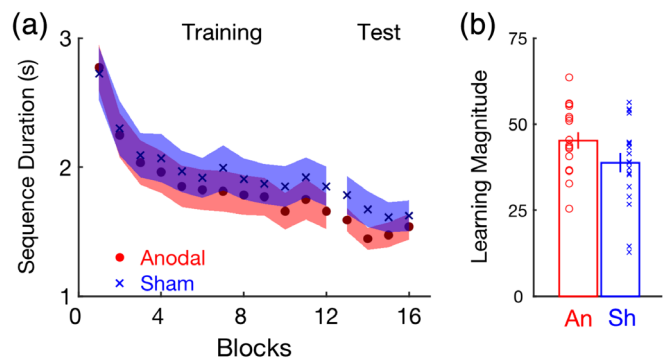 (a)
Training
Test
Sequence Duration (s)
3
2
1
Anodal
Sham
0
4
8
12
16
Blocks
(b)
Learning Magnitude
75
50
25
0
An
Sh